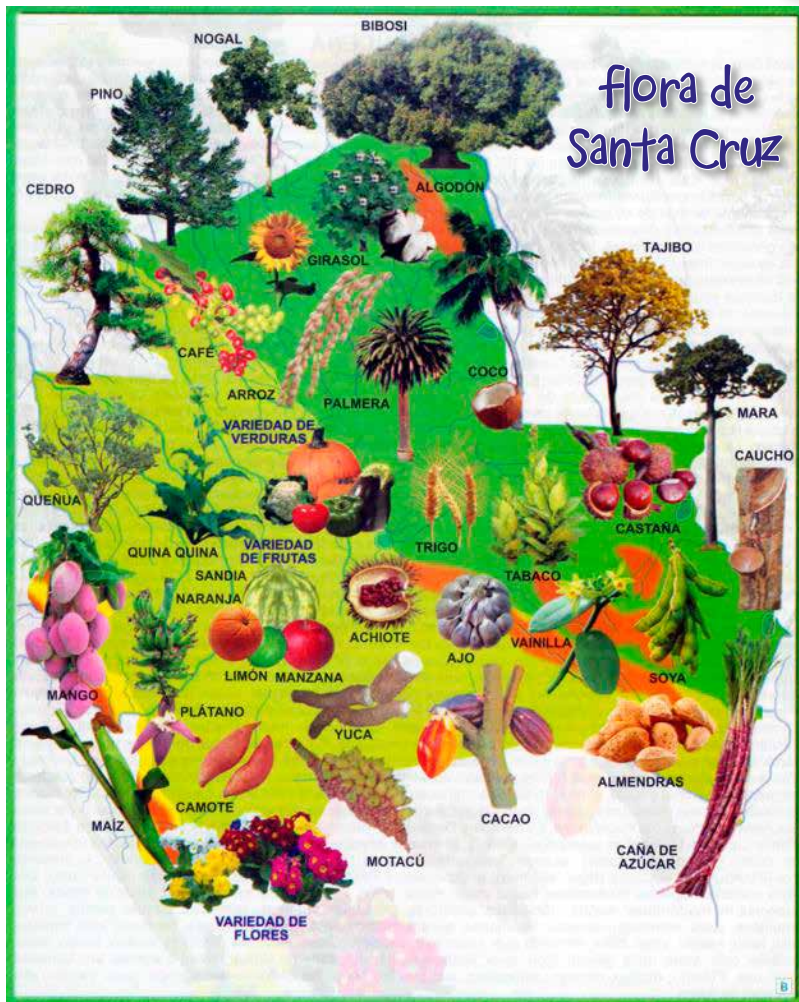 flora de
Santa Cruz
BIBOSI
NOGAL
PINO
CEDRO
ALGODÓN
GIRASOL
TAJIBO
CAFÉ
ARROZ
PALMERA
COCO
MARA
VARIEDAD DE
VERDURAS
CAUCHO
QUEÑUA
QUINA QUINA
TRIGO
TABACO
CASTAÑA
VARIEDAD
DE FRUTAS
SANDIA
NARANJA
LIMÓN
MANZANA
ACHIOTE
AJO
VAINILLA
SOYA
MANGO
PLÁTANO
YUCA
CAMOTE
MAÍZ
MOTACÚ
CACAO
ALMENDRAS
CAÑA DE
AZÚCAR
VARIEDAD DE
FLORES
B